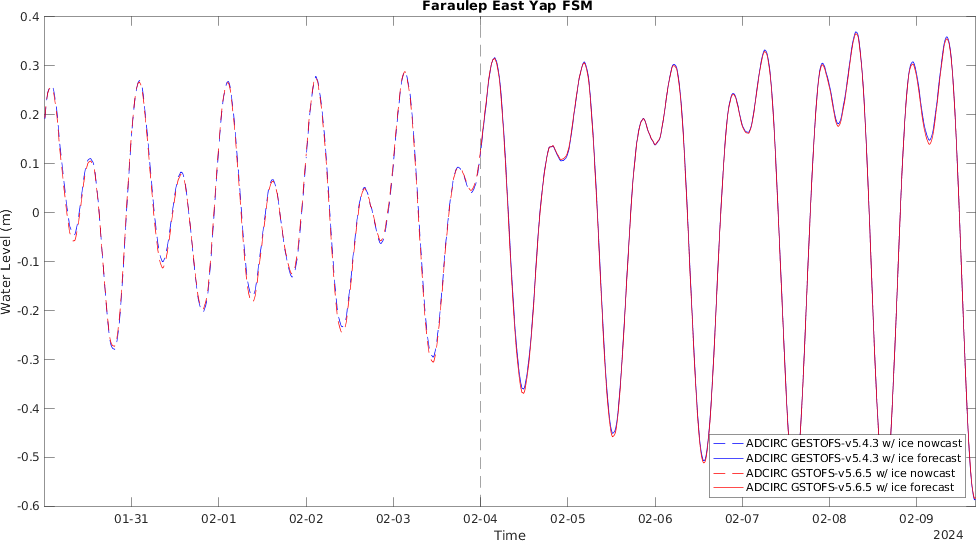 Faraulep East Yap FSM
0.4
0.3
0.2
0.1
0
-0.1
-0.2
-0.3
-0.4
-0.5
-0.6
Water Level (m)
ADCIRC GESTOFS-v5.4.3 w/ ice nowcast
ADCIRC GESTOFS-v5.4.3 w/ ice forecast
ADCIRC GSTOFS-v5.6.5 w/ ice nowcast
ADCIRC GSTOFS-v5.6.5 w/ ice forecast
01-31 02-01 02-02 02-03 02-04 02-05 02-06 02-07 02-08 02-09
Time
2024